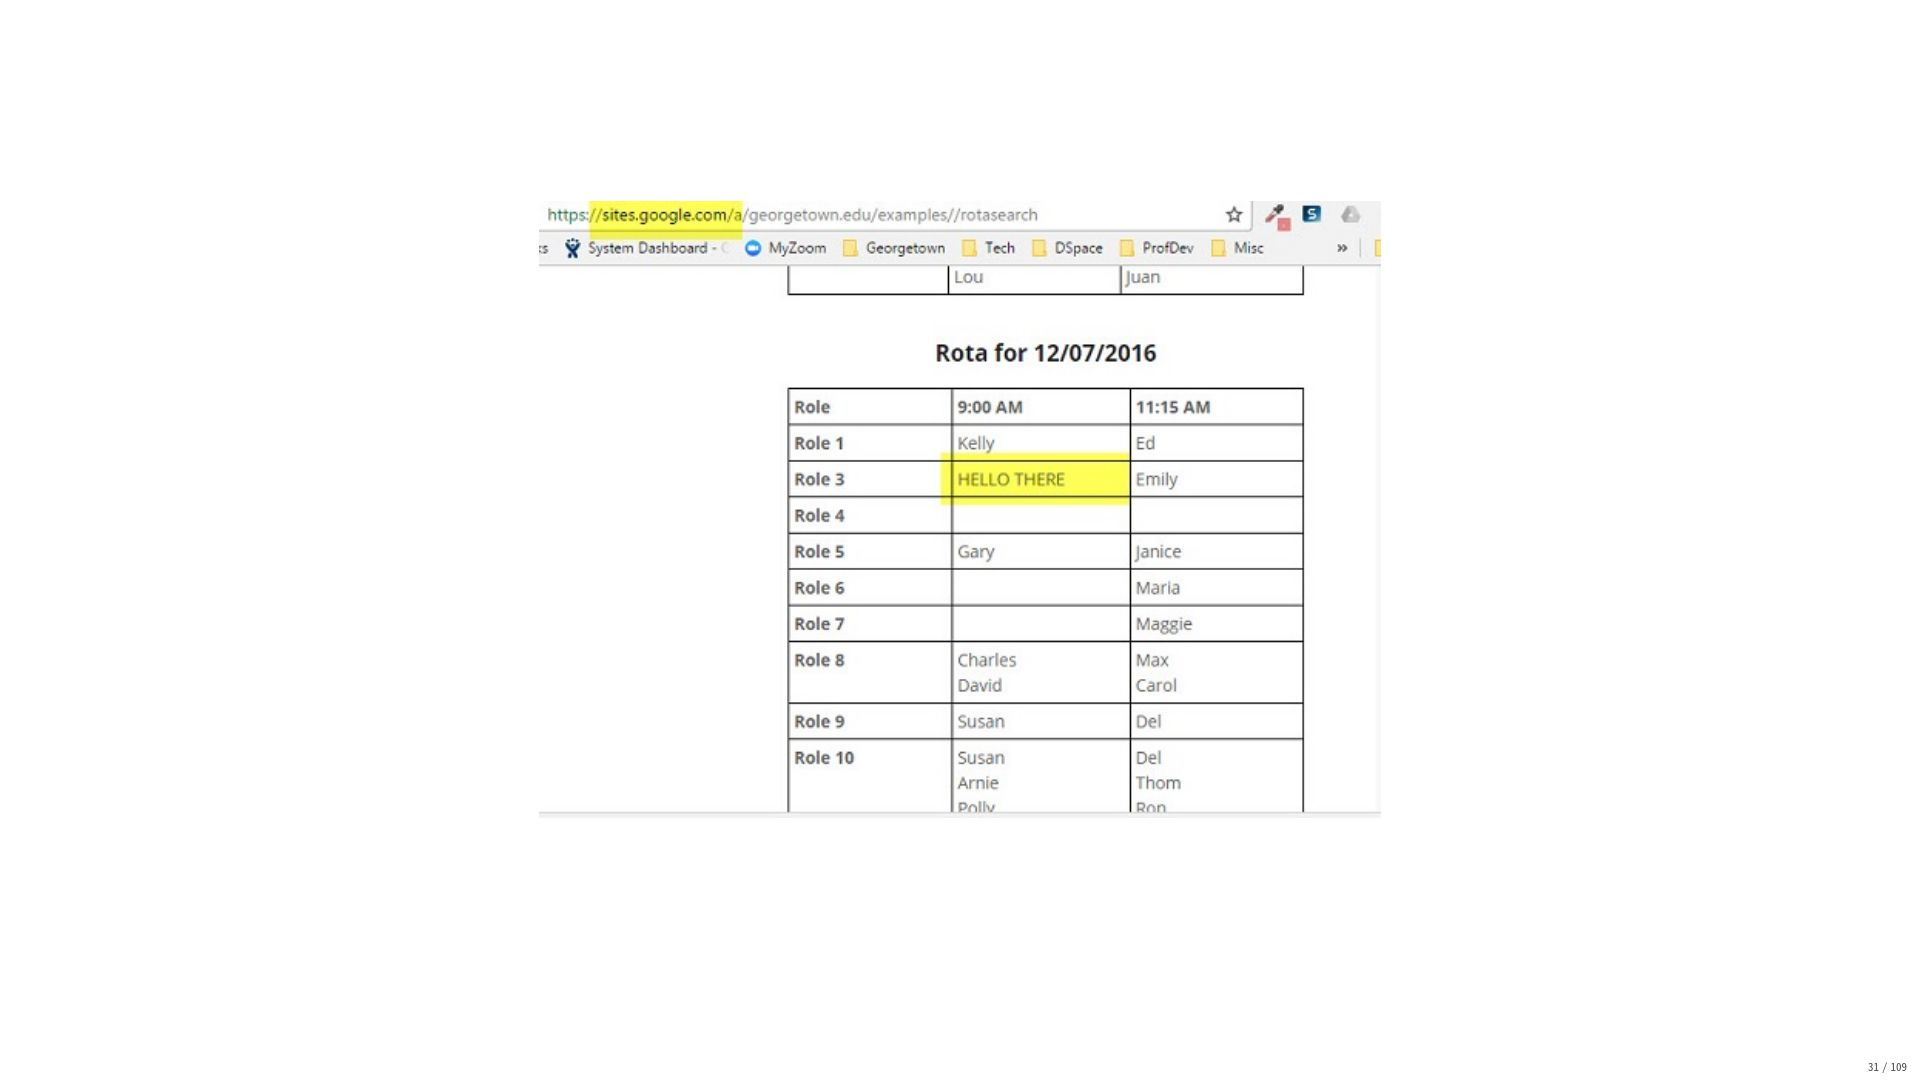 https://sites.google.com/a/georgetown.edu/examples//rotasearch
System Dashboard - MyZoom Georgetown Tech DSpace ProfDev Misc »
Lou Juan
Rota for 12/07/2016
Role 9:00 AM 11:15 AM
Role 1 Kelly Ed
Role 3 HELLO THERE Emily
Role 4
Role 5 Gary Janice
Role 6 Maria
Role 7 Maggie
Role 8 Charles Max
David Carol
Role 9 Susan Del
Role 10 Susan Del
Arnie Thom
Polly Ron
31 / 109